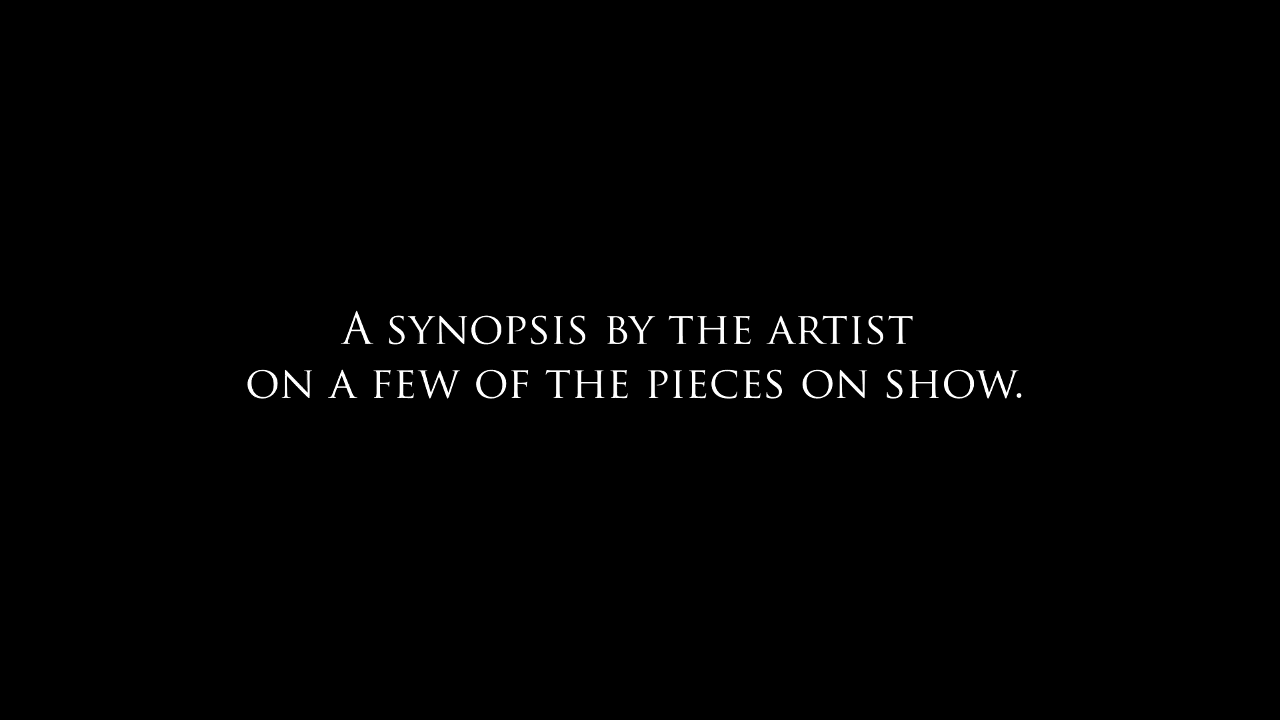 A synopsis by the artist
on a few of the pieces on show.